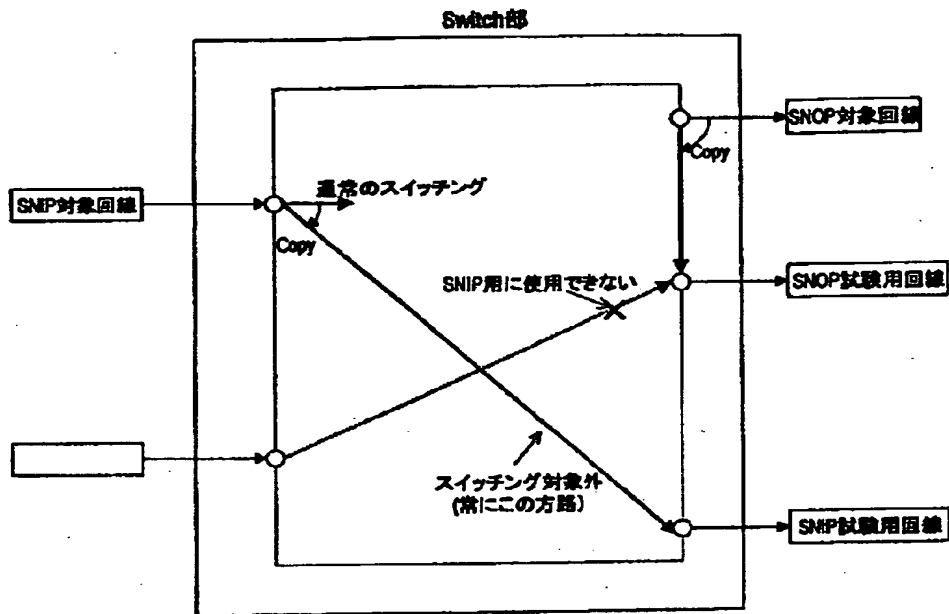 Switch部
SNOP対象回線
Copy
通常のスイッチング
SNIP対象回線
Copy
SNIP用に使用できない
SNOP試験用回線
スイッチング対象外
(常にこの方路)
SNIP試験用回線